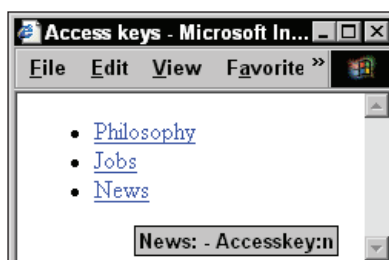 Access keys - Microsoft In...
File Edit View Favorite »
Philosophy
Jobs
News
News: - Accesskey:n